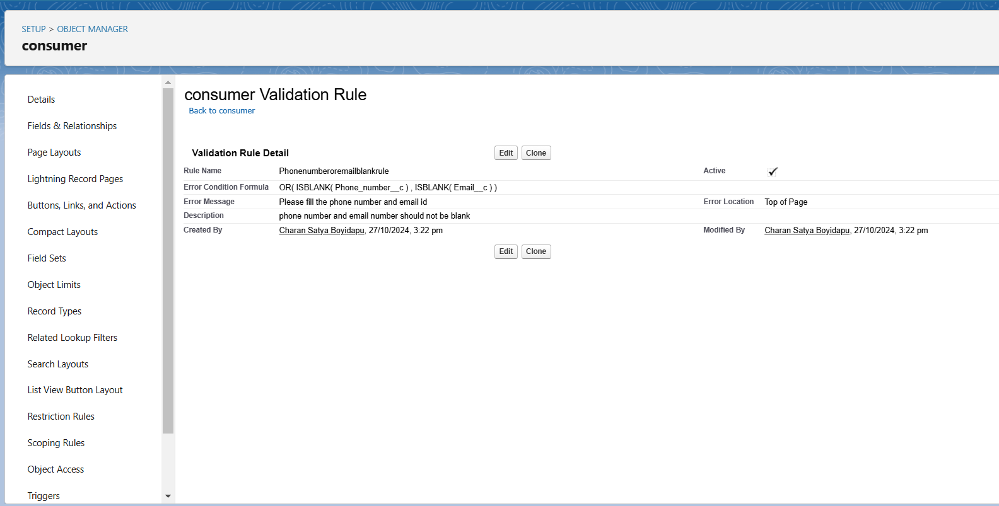 SETUP > OBJECT MANAGER
consumer
Details
Fields & Relationships
Page Layouts
Lightning Record Pages
Buttons, Links, and Actions
Compact Layouts
Field Sets
Object Limits
Record Types
Related Lookup Filters
Search Layouts
List View Button Layout
Restriction Rules
Scoping Rules
Object Access
Triggers
consumer Validation Rule
Back to consumer
Validation Rule Detail Edit Clone
Rule Name Phonenumberoremailblankrule Active
Error Condition Formula OR( ISBLANK( Phone_number__c ) , ISBLANK( Email__c ) )
Error Message Please fill the phone number and email id Error Location Top of Page
Description phone number and email number should not be blank
Created By Charan Satya Boyidapu, 27/10/2024, 3:22 pm Modified By Charan Satya Boyidapu, 27/10/2024, 3:22 pm
Edit Clone